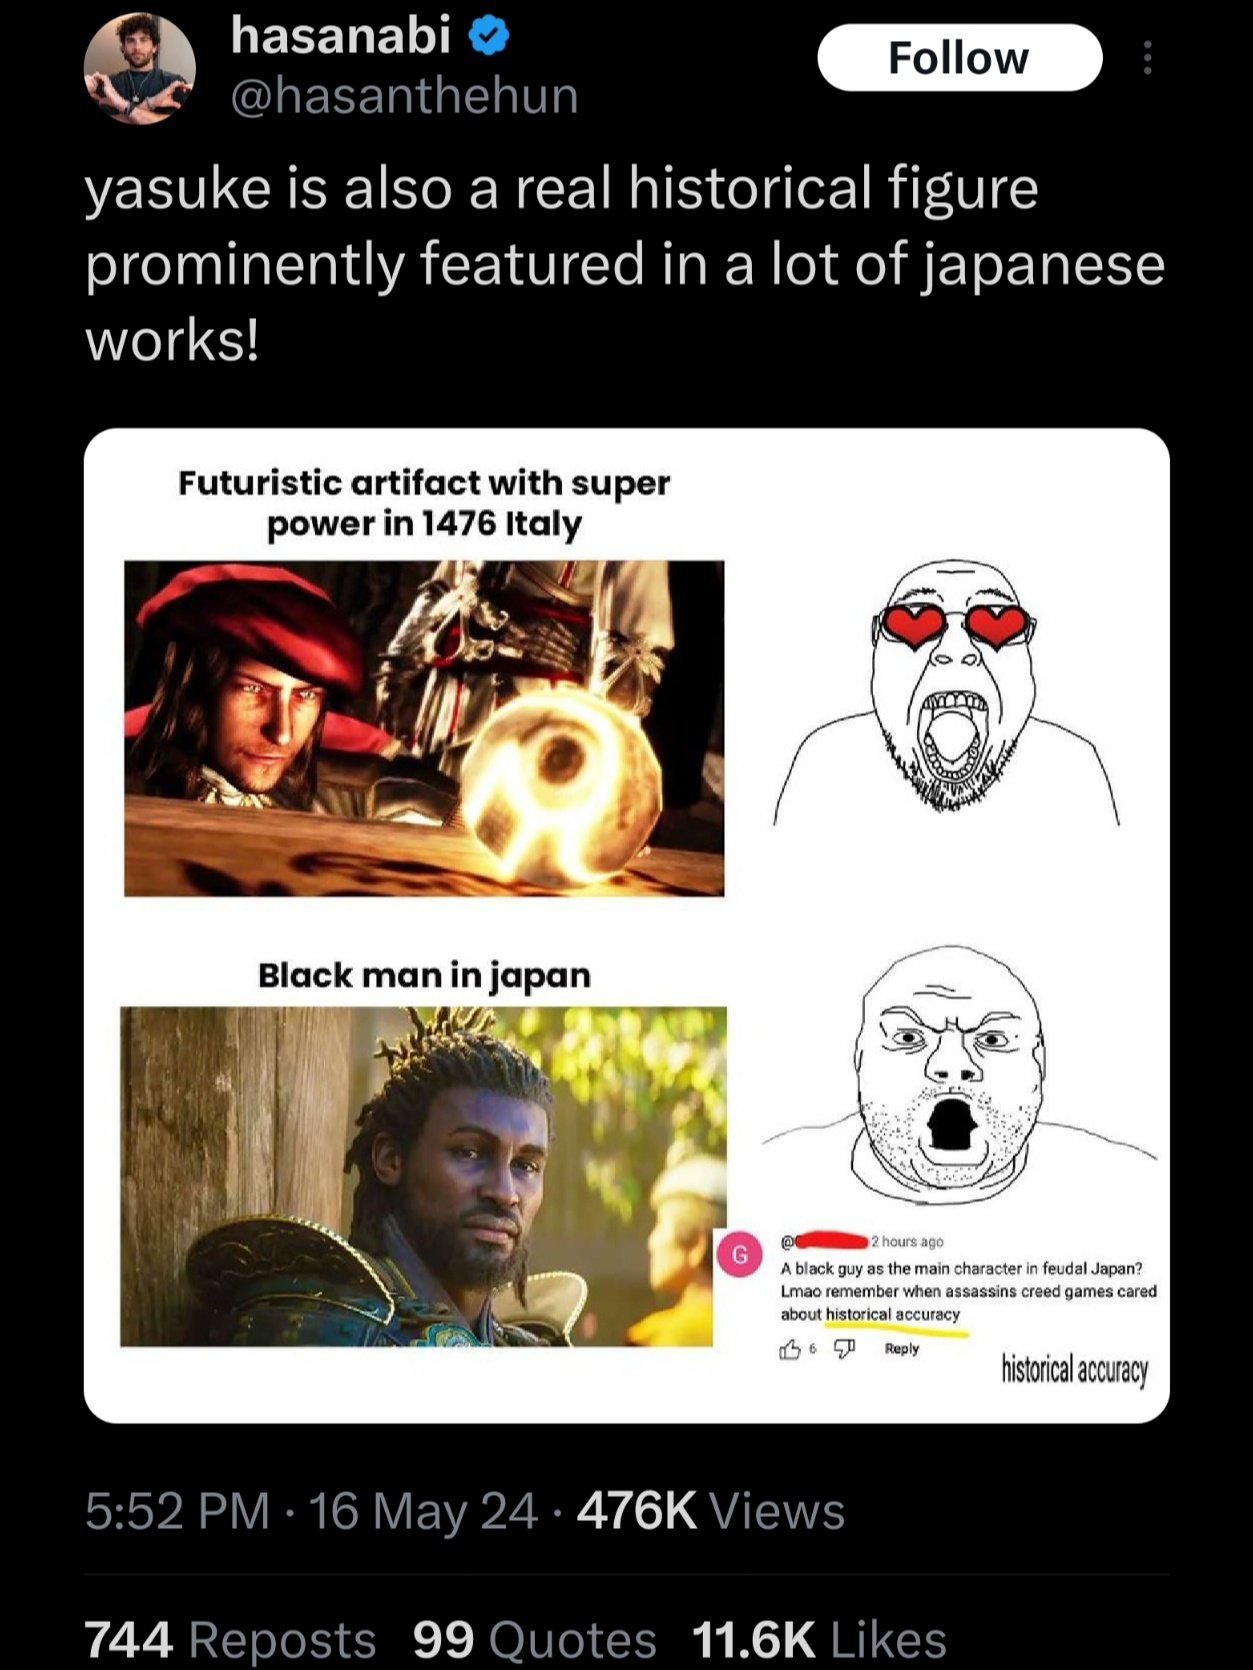 hasanabi
Follow
@hasanthehun
yasuke is also a real historical figure
prominently featured in a lot of japanese
works!
Futuristic artifact with super
power in 1476 Italy
Black man in japan
G
@
2 hours ago
A black guy as the main character in feudal Japan?
Lmao remember when assassins creed games cared
about historical accuracy
6
Reply
historical accuracy
5:52 PM · 16 May 24 · 476K Views
744 Reposts 99 Quotes 11.6K Likes